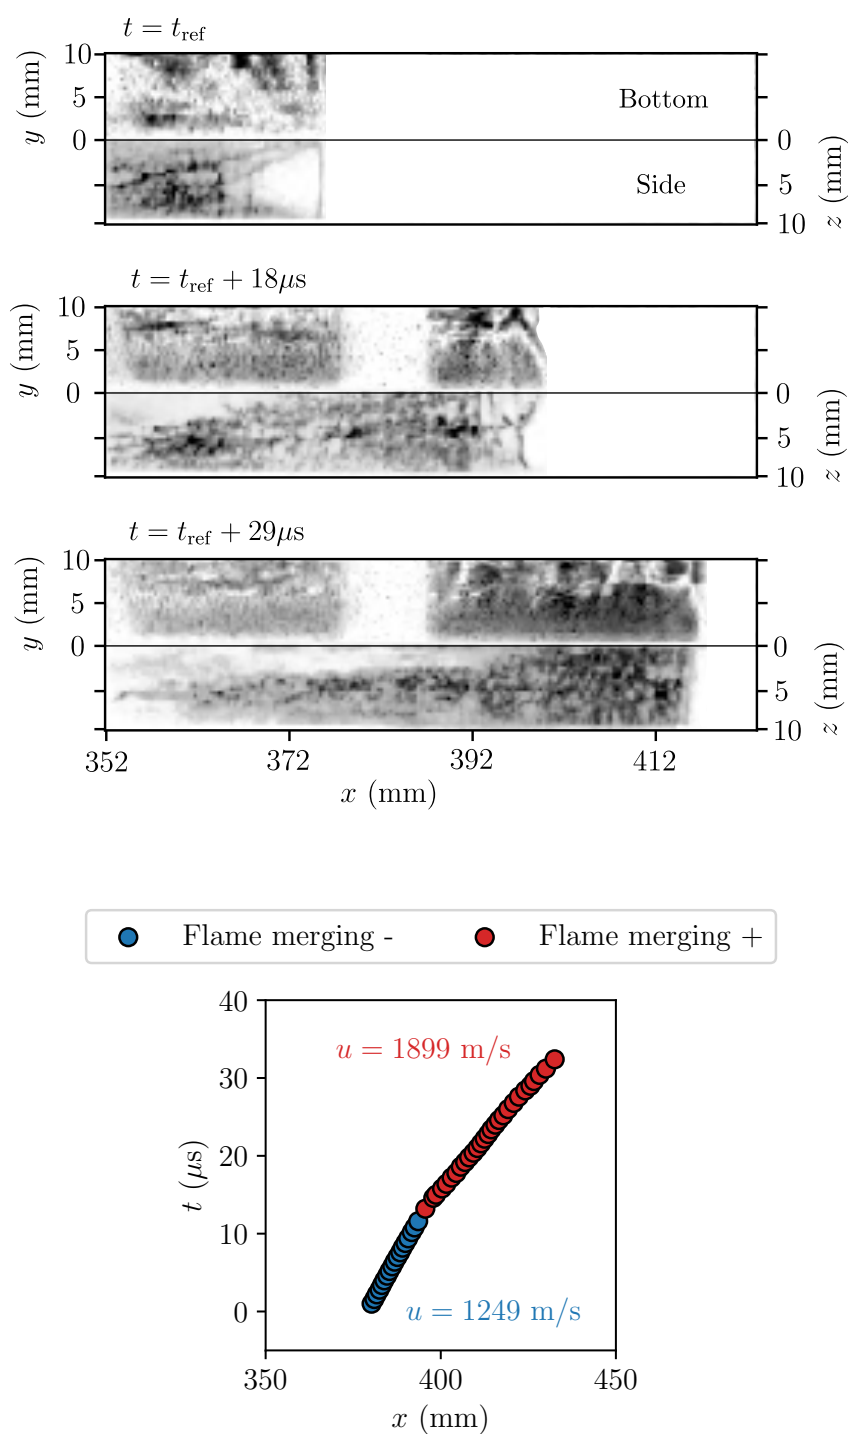 t = t_ref
10
y (mm)
5
Bottom
0
0
Side
5
z (mm)
10
t = t_ref + 18μs
10
y (mm)
5
0
0
5
z (mm)
10
t = t_ref + 29μs
10
y (mm)
5
0
0
5
z (mm)
10
352 372 392 412
x (mm)
Flame merging - Flame merging +
40
u = 1899 m/s
30
20
t (μs)
10
0
u = 1249 m/s
350 400 450
x (mm)